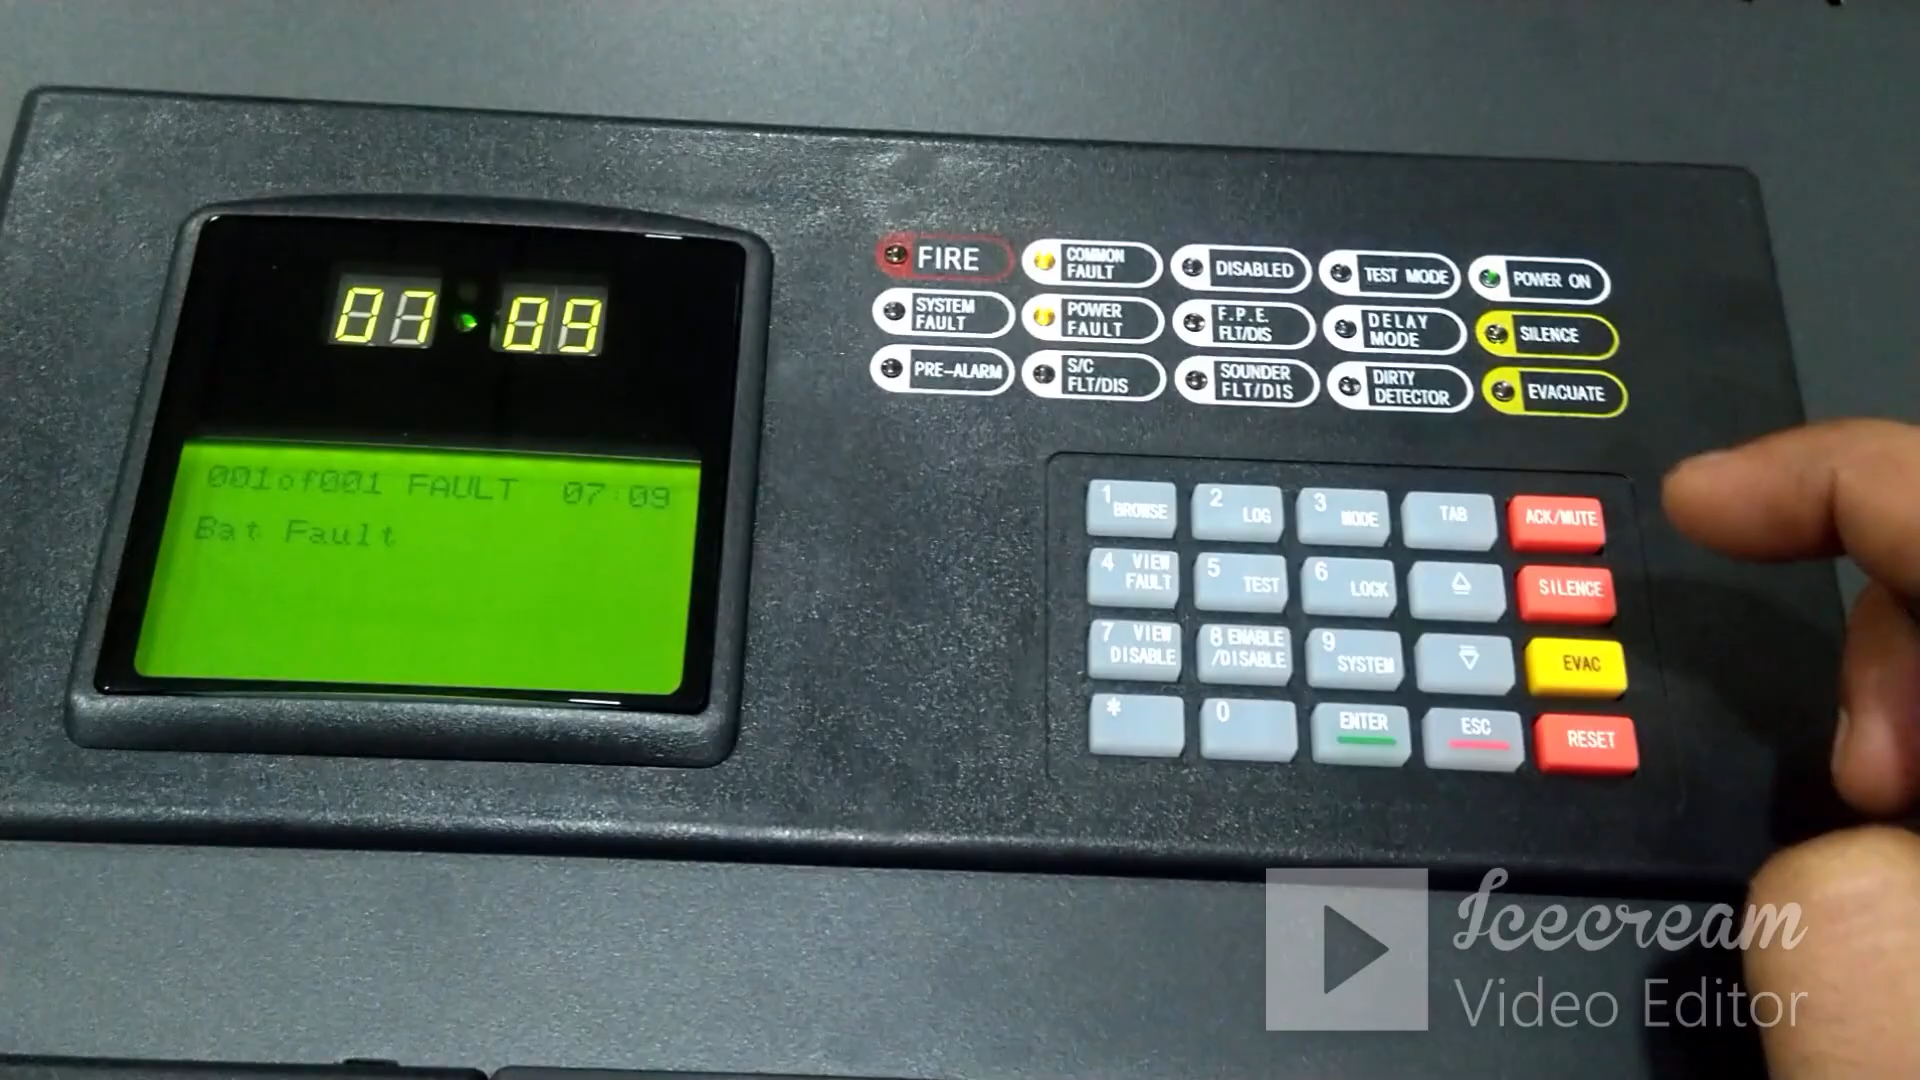 07:09
001of001 FAULT 07:09
Bat Fault
FIRE
COMMON
FAULT
DISABLED
TEST MODE
POWER ON
SYSTEM
FAULT
POWER
FAULT
F.P.E.
FLT/DIS
DELAY
MODE
SILENCE
PRE-ALARM
S/C
FLT/DIS
SOUNDER
FLT/DIS
DIRTY
DETECTOR
EVACUATE
1 BROWSE
2 LOG
3 MODE
TAB
ACK/MUTE
4 VIEW
FAULT
5 TEST
6 LOCK
SILENCE
7 VIEW
DISABLE
8 ENABLE
/DISABLE
9 SYSTEM
EVAC
*
0
ENTER
ESC
RESET
Icecream
Video Editor